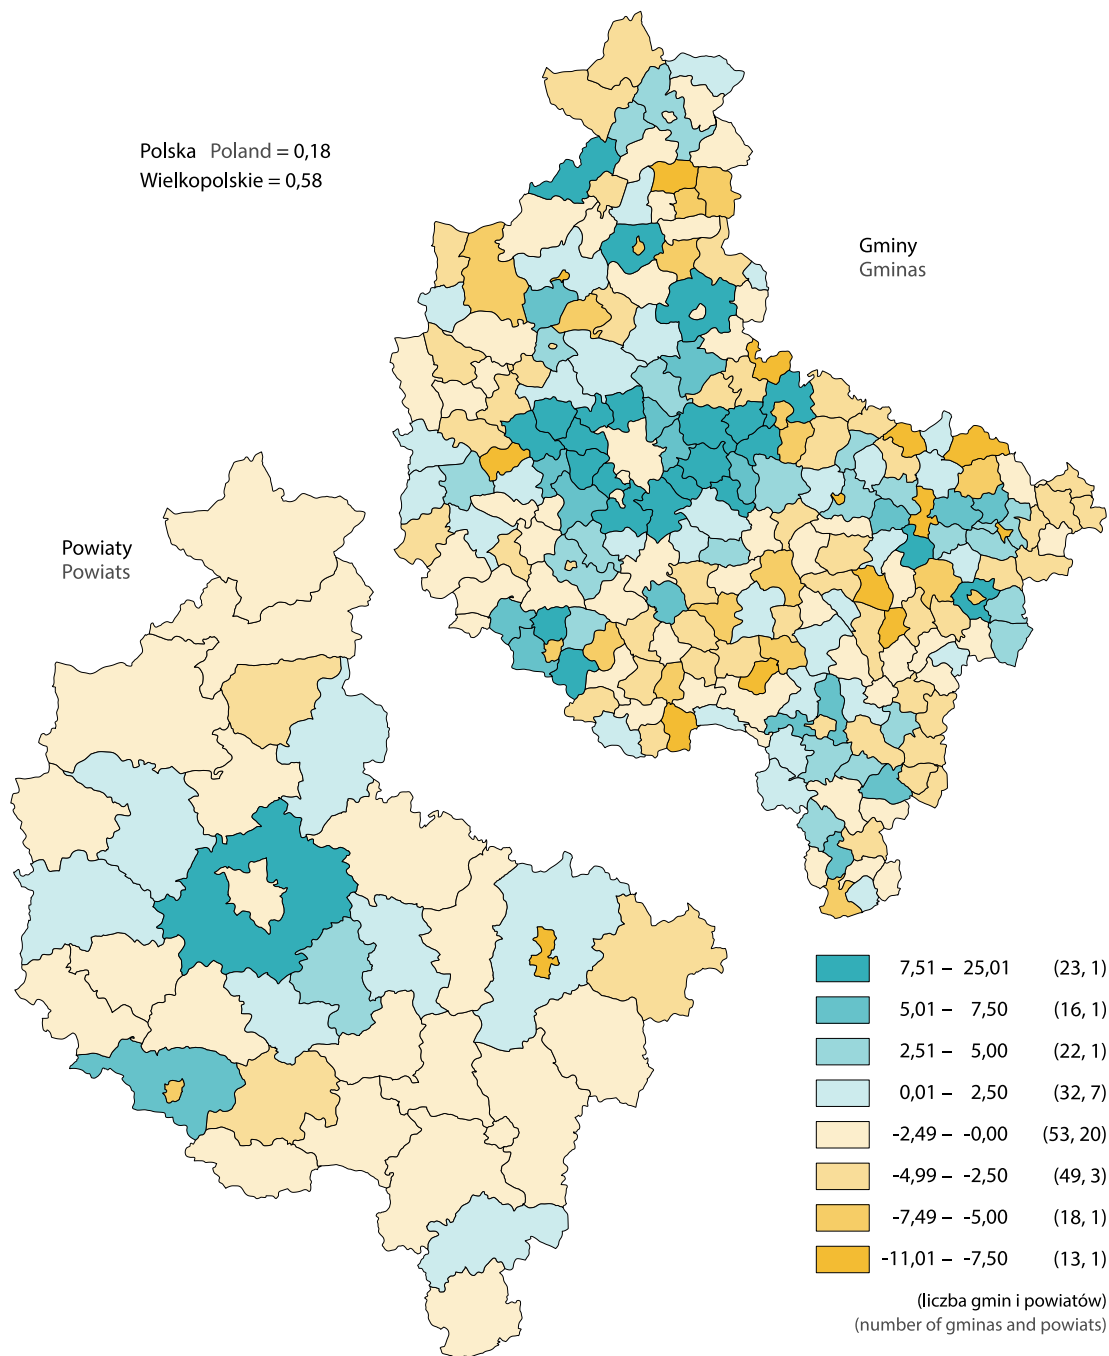 Polska Poland = 0,18
Wielkopolskie = 0,58
Gminy
Gminas
Powiaty
Powiats
7,51 – 25,01 (23, 1)
5,01 – 7,50 (16, 1)
2,51 – 5,00 (22, 1)
0,01 – 2,50 (32, 7)
-2,49 – -0,00 (53, 20)
-4,99 – -2,50 (49, 3)
-7,49 – -5,00 (18, 1)
-11,01 – -7,50 (13, 1)
(liczba gmin i powiatów)
(number of gminas and powiats)